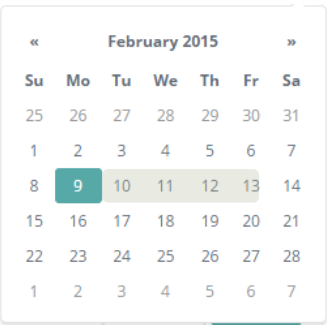 « February 2015 »
Su Mo Tu We Th Fr Sa
25 26 27 28 29 30 31
1 2 3 4 5 6 7
8 9 10 11 12 13 14
15 16 17 18 19 20 21
22 23 24 25 26 27 28
1 2 3 4 5 6 7